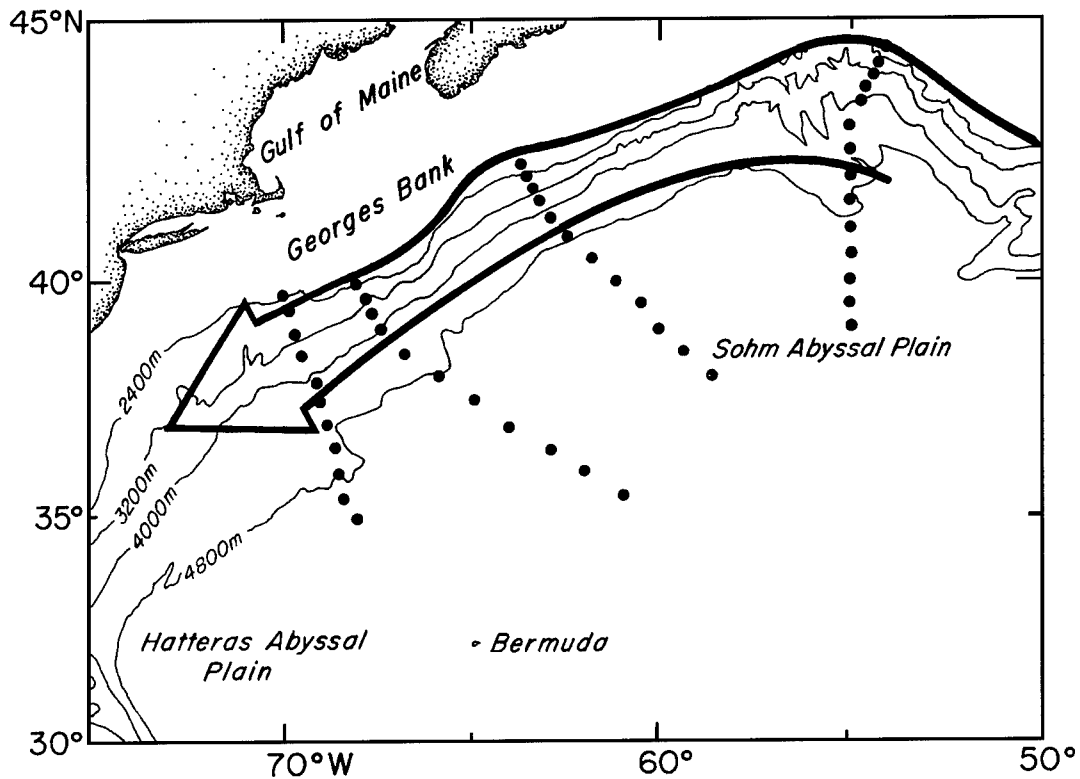 45°N
Gulf of Maine
Georges Bank
40°
Sohm Abyssal Plain
2400m
3200m
4000m
35°
4800m
Hatteras Abyssal
Plain
Bermuda
30°
70°W
60°
50°